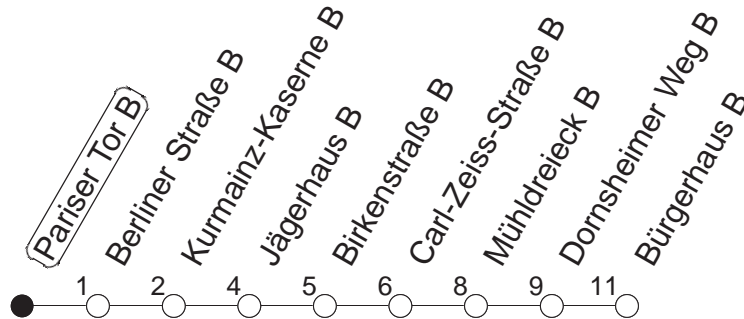 Pariser Tor B
Berliner Straße B
Kurmainz-Kaserne B
Jägerhaus B
Birkenstraße B
Carl-Zeiss-Straße B
Mühldreieck B
Dornsheimer Weg B
Bürgerhaus B
1 2 4 5 6 8 9 11